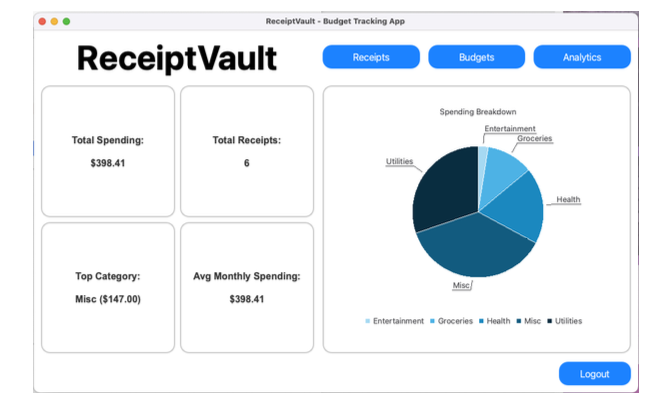 ReceiptVault - Budget Tracking App
ReceiptVault
Receipts
Budgets
Analytics
Total Spending:
$398.41
Total Receipts:
6
Top Category:
Misc ($147.00)
Avg Monthly Spending:
$398.41
Spending Breakdown
Entertainment
Groceries
Utilities
Health
Misc
Entertainment Groceries Health Misc Utilities
Logout